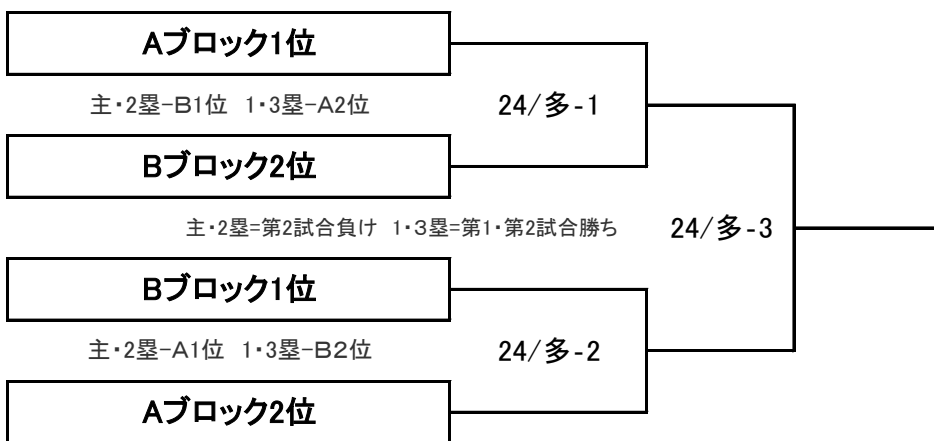 Aブロック1位
主・2塁-B1位 1・3塁-A2位
24/多-1
Bブロック2位
主・2塁=第2試合負け 1・3塁=第1・第2試合勝ち
24/多-3
Bブロック1位
主・2塁-A1位 1・3塁-B2位
24/多-2
Aブロック2位